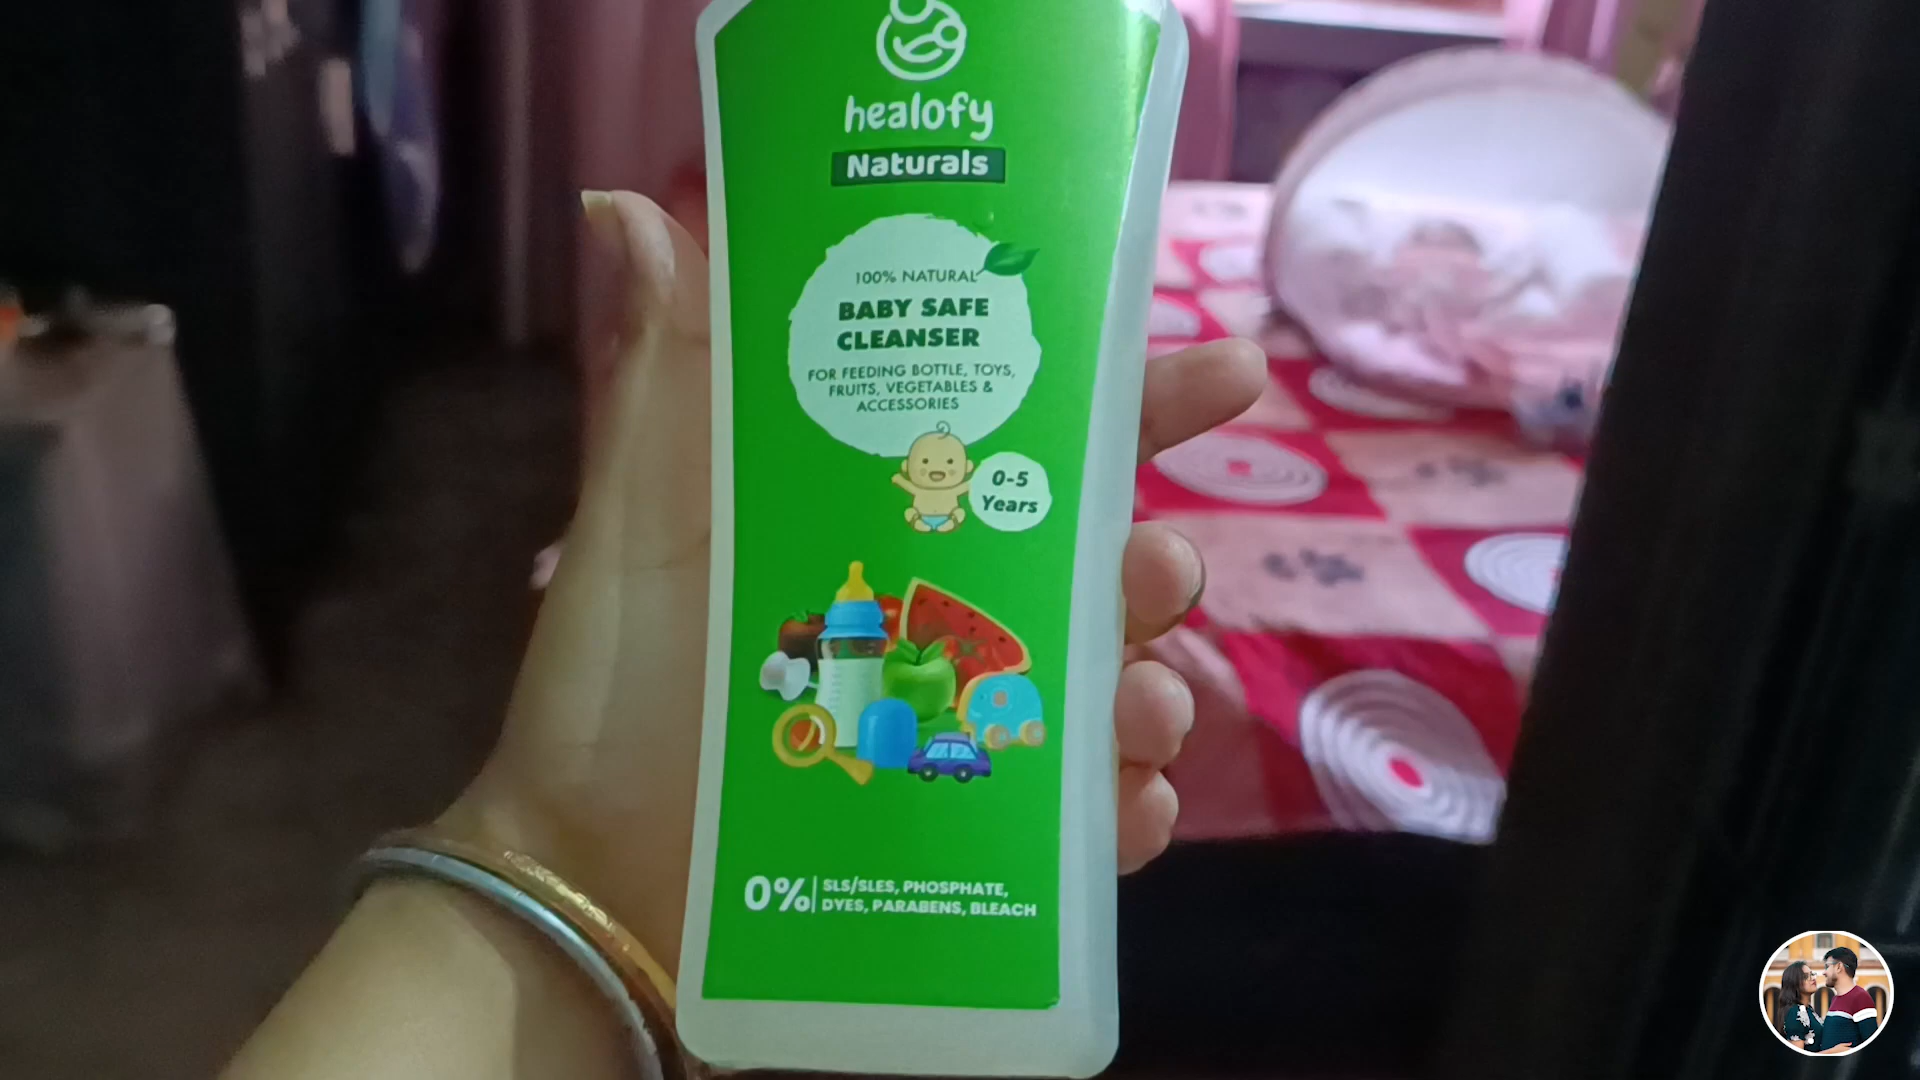 healofy
Naturals
100% NATURAL
BABY SAFE
CLEANSER
FOR FEEDING BOTTLE, TOYS,
FRUITS, VEGETABLES &
ACCESSORIES
0-5
Years
0% SLS/SLES, PHOSPHATE,
DYES, PARABENS, BLEACH